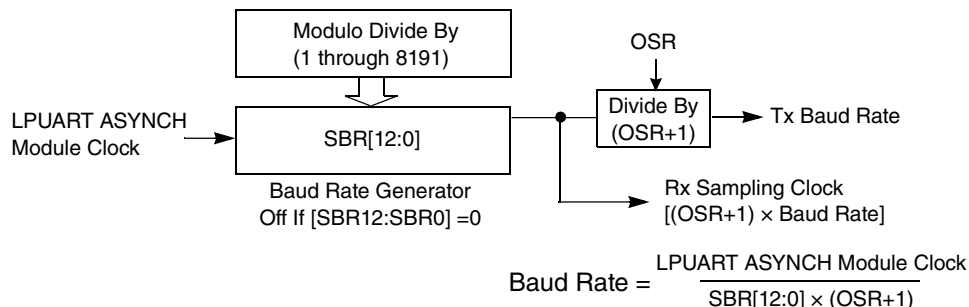 Modulo Divide By
(1 through 8191)
OSR
LPUART ASYNCH
Module Clock
SBR[12:0]
Divide By
(OSR+1)
Tx Baud Rate
Baud Rate Generator
Off If [SBR12:SBR0] =0
Rx Sampling Clock
[(OSR+1) × Baud Rate]
Baud Rate =
LPUART ASYNCH Module Clock
SBR[12:0] × (OSR+1)